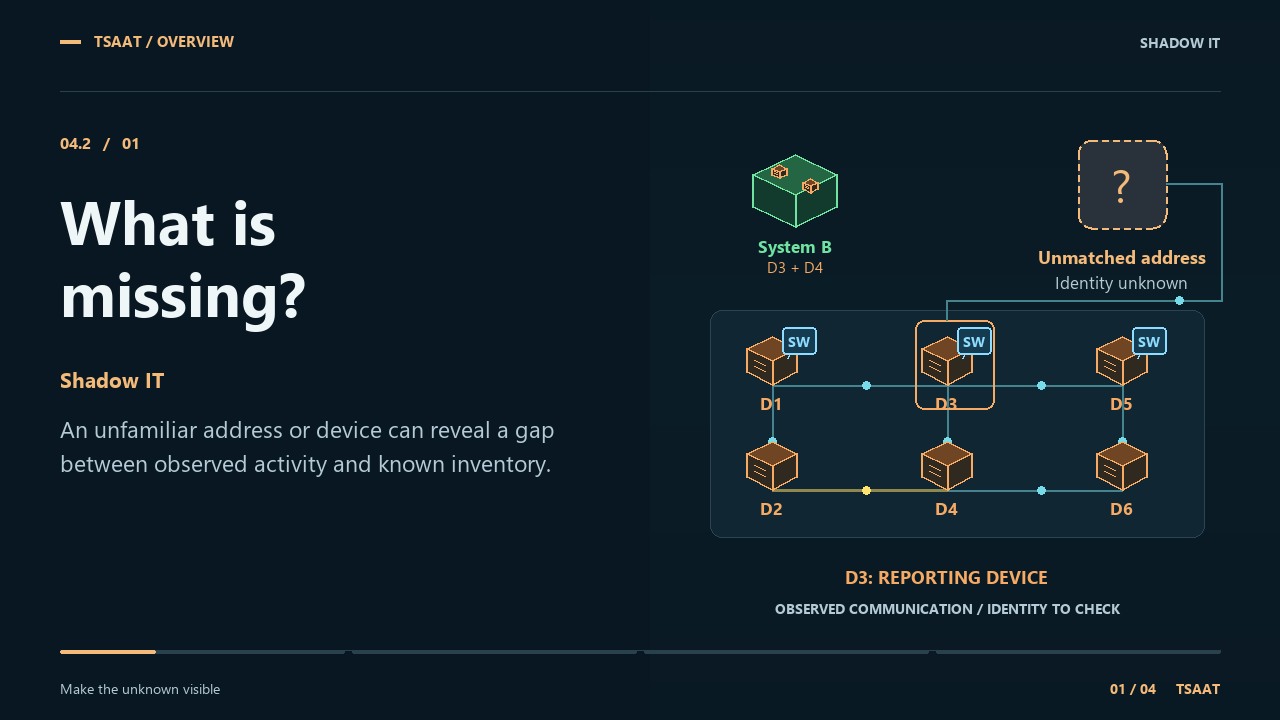 TSAAT / OVERVIEW
SHADOW IT
04.2 / 01
What is
missing?
Shadow IT
An unfamiliar address or device can reveal a gap
between observed activity and known inventory.
System B
D3 + D4
?
Unmatched address
Identity unknown
SW
SW
SW
D1
D3
D5
D2
D4
D6
D3: REPORTING DEVICE
OBSERVED COMMUNICATION / IDENTITY TO CHECK
Make the unknown visible
01 / 04
TSAAT